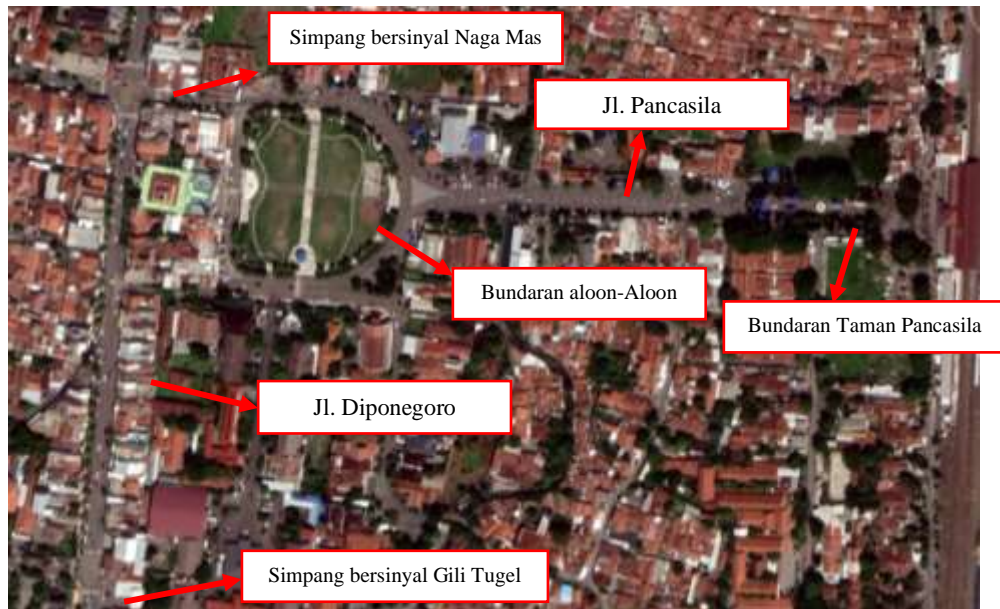 Simpang bersinyal Naga Mas
Jl. Pancasila
Bundaran aloon-Aloon
Bundaran Taman Pancasila
Jl. Diponegoro
Simpang bersinyal Gili Tugel